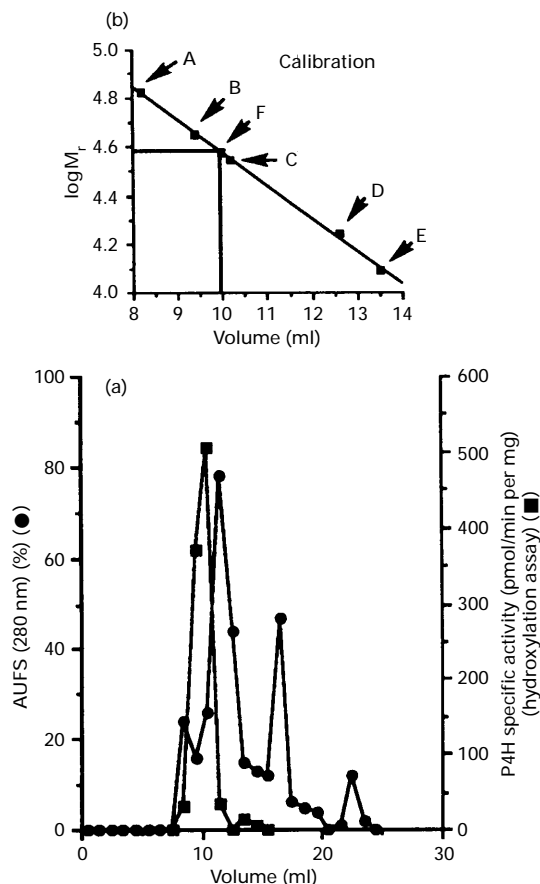 (b)
Calibration
A
B
F
C
D
E
5.0
4.8
4.6
4.4
4.2
4.0
logMr
8 9 10 11 12 13 14
Volume (ml)
(a)
100
80
60
40
20
0
AUFS (280 nm) (%) (●)
600
500
400
300
200
100
0
P4H specific activity (pmol/min per mg)
(hydroxylation assay) (■)
0 10 20 30
Volume (ml)